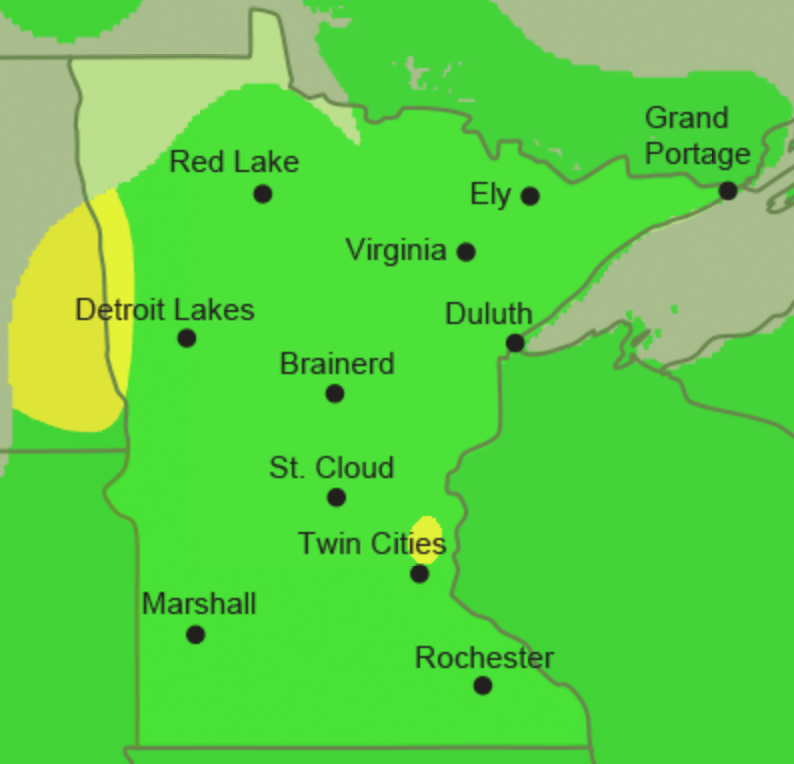 Grand
Portage
Red Lake
Ely
Virginia
Detroit Lakes
Duluth
Brainerd
St. Cloud
Twin Cities
Marshall
Rochester